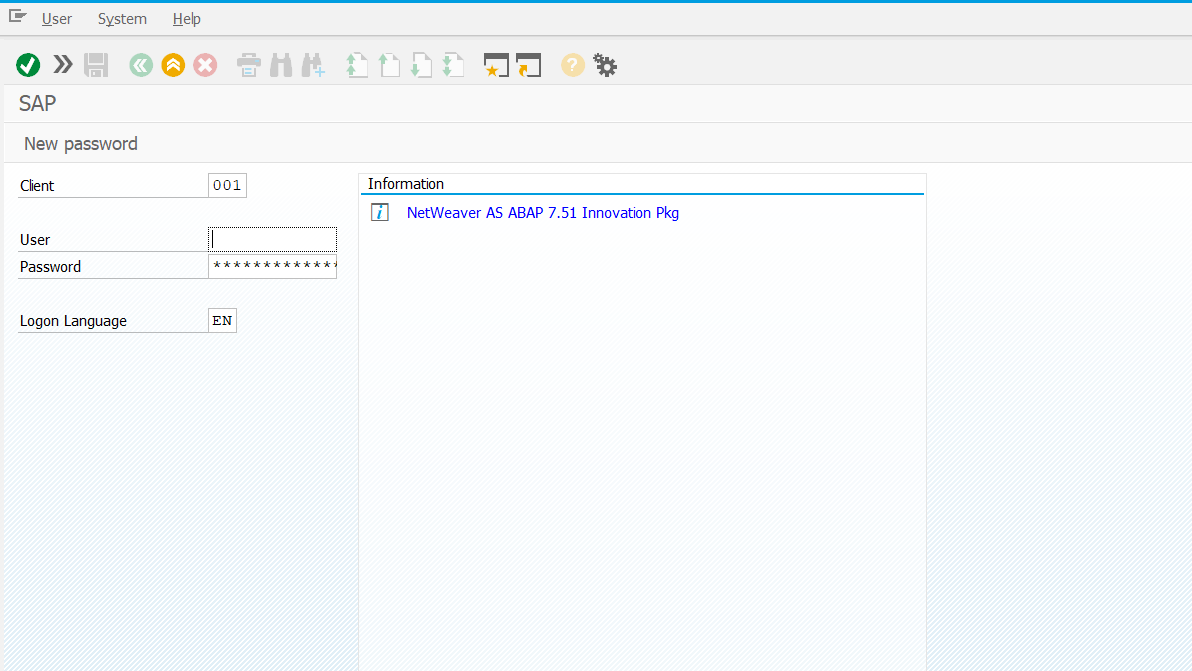 User System Help
SAP
New password
Client 001
Information
NetWeaver AS ABAP 7.51 Innovation Pkg
User
Password *************
Logon Language EN